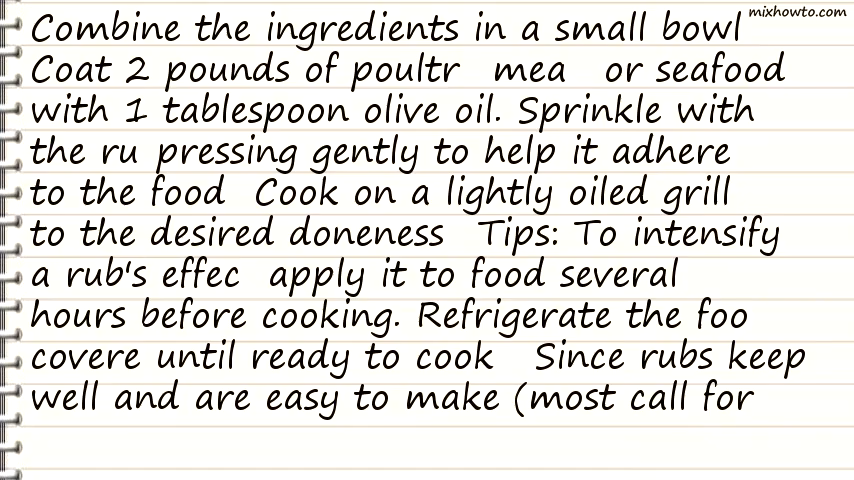 mixhowto.com
Combine the ingredients in a small bowl
Coat 2 pounds of poultr mea or seafood
with 1 tablespoon olive oil. Sprinkle with
the ru pressing gently to help it adhere
to the food Cook on a lightly oiled grill
to the desired doneness Tips: To intensify
a rub's effec apply it to food several
hours before cooking. Refrigerate the foo
covere until ready to cook Since rubs keep
well and are easy to make (most call for